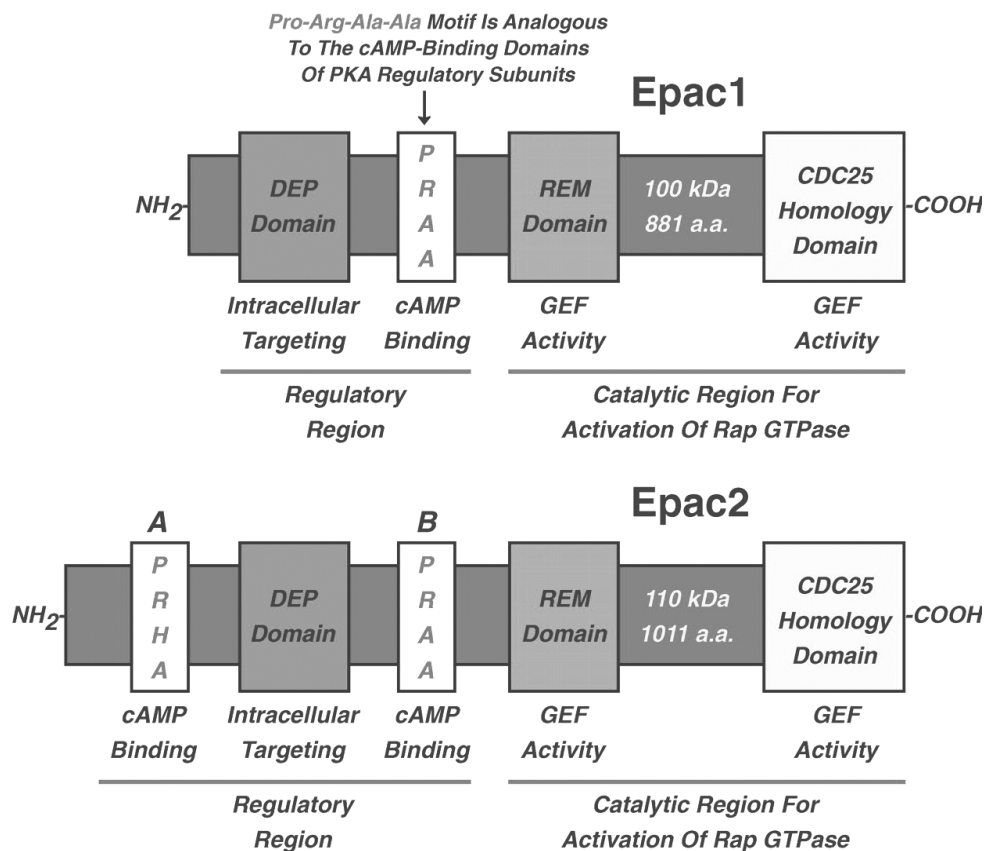 Pro-Arg-Ala-Ala Motif Is Analogous
To The cAMP-Binding Domains
Of PKA Regulatory Subunits
Epac1
NH2-
DEP
Domain
P
R
A
A
REM
Domain
100 kDa
881 a.a.
CDC25
Homology
Domain
-COOH
Intracellular
Targeting
cAMP
Binding
GEF
Activity
GEF
Activity
Regulatory
Region
Catalytic Region For
Activation Of Rap GTPase
Epac2
A
B
NH2-
P
R
H
A
DEP
Domain
P
R
A
A
REM
Domain
110 kDa
1011 a.a.
CDC25
Homology
Domain
-COOH
cAMP
Binding
Intracellular
Targeting
cAMP
Binding
GEF
Activity
GEF
Activity
Regulatory
Region
Catalytic Region For
Activation Of Rap GTPase